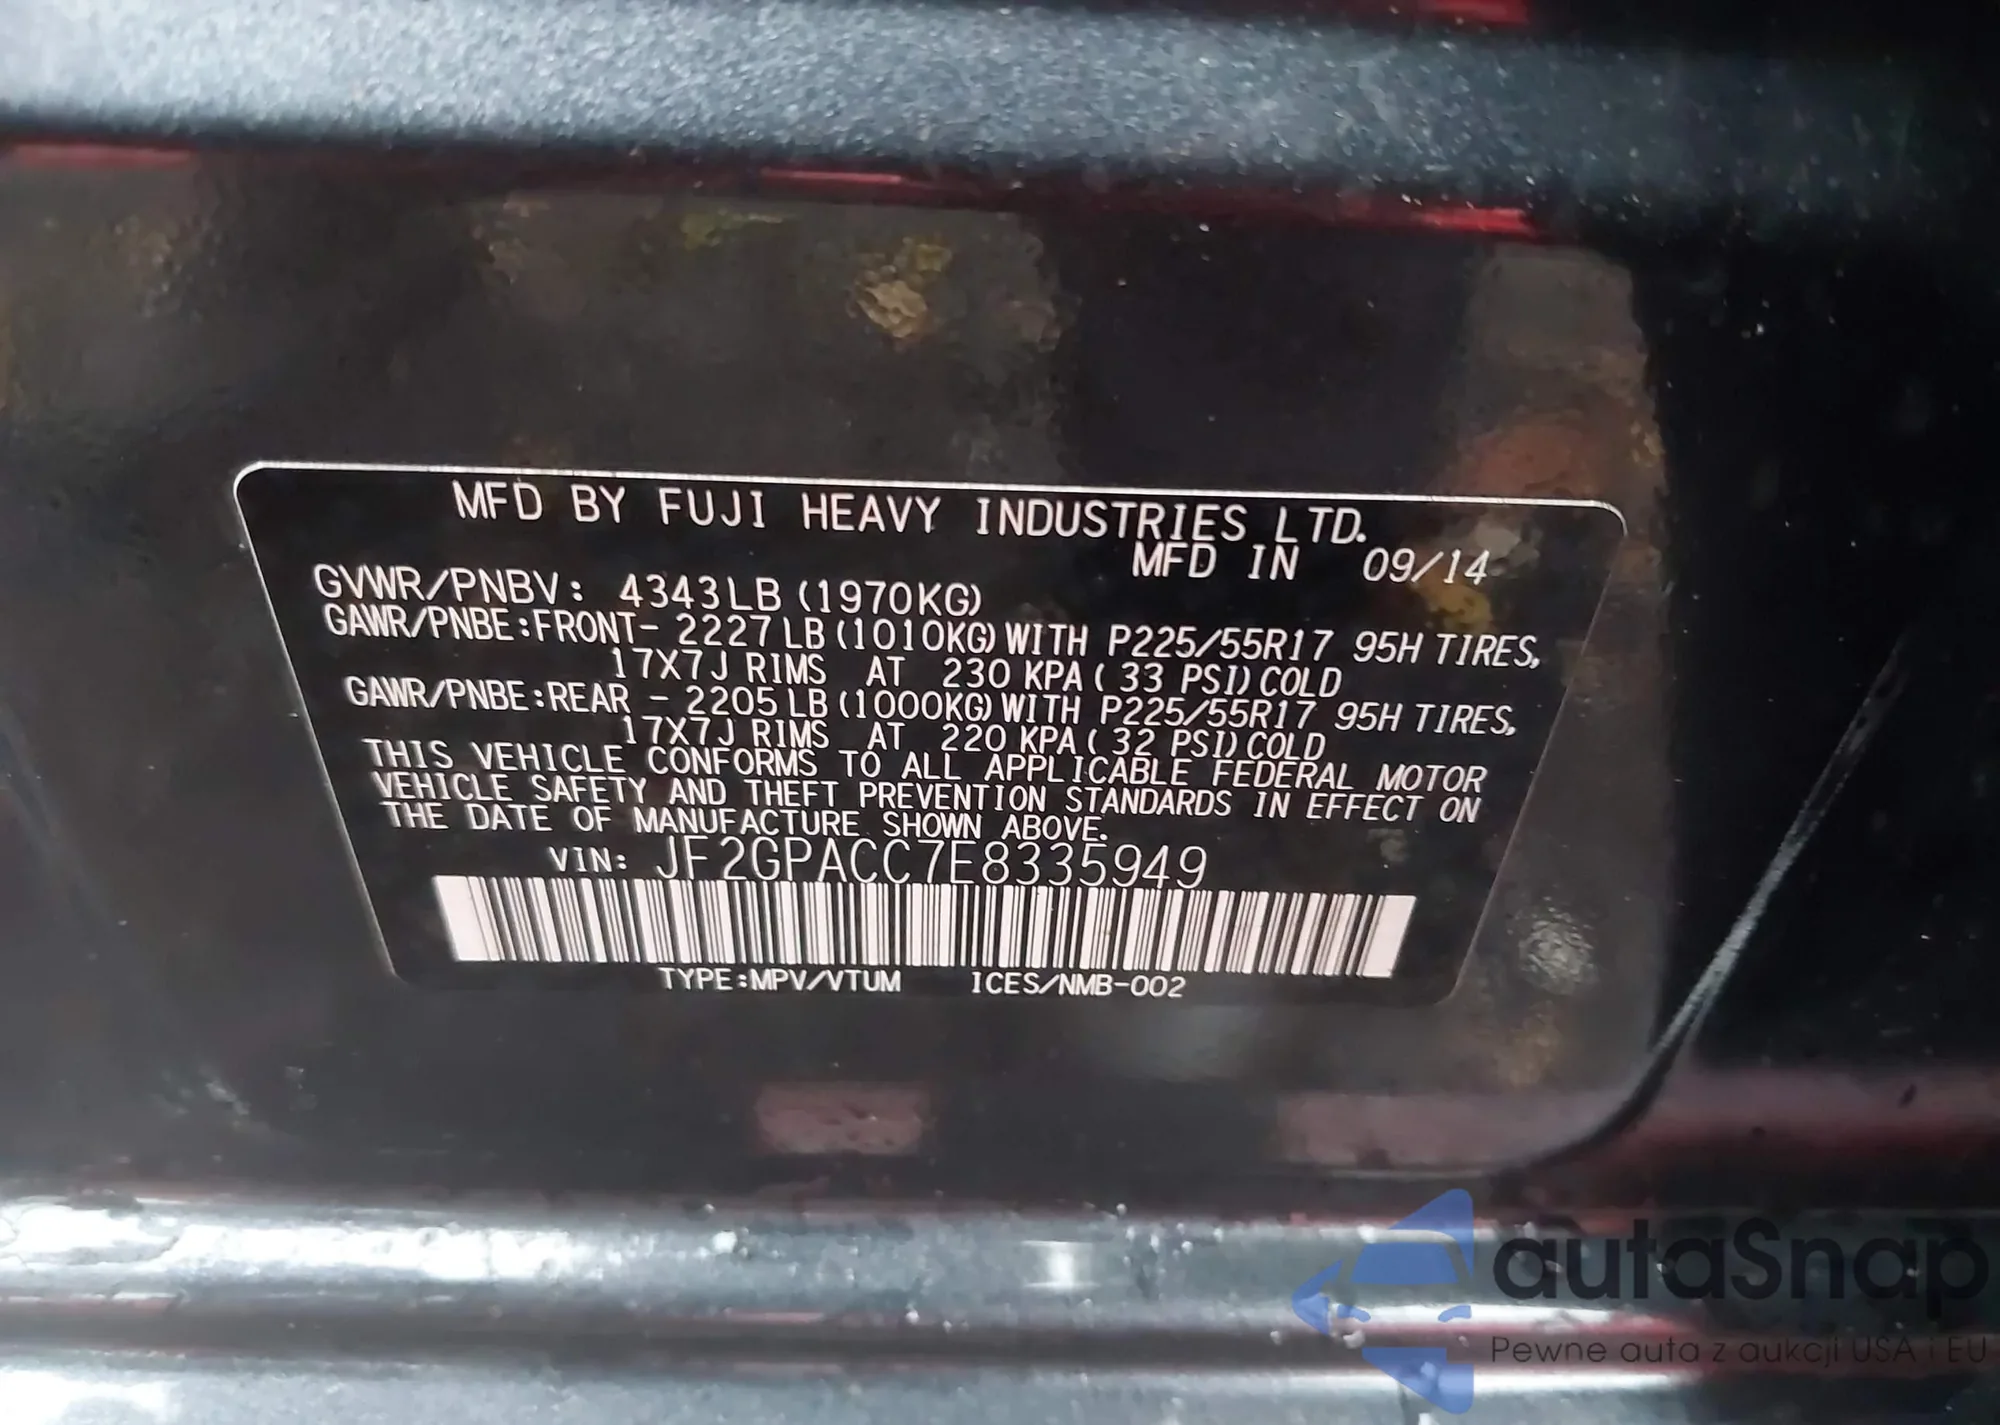 MFD BY FUJI HEAVY INDUSTRIES LTD.
MFD IN 09/14
GVWR/PNBV: 4343LB (1970KG)
GAWR/PNBE:FRONT- 2227LB (1010KG) WITH P225/55R17 95H TIRES,
17X7J RIMS AT 230 KPA( 33 PSI) COLD
GAWR/PNBE:REAR - 2205LB (1000KG) WITH P225/55R17 95H TIRES,
17X7J RIMS AT 220 KPA( 32 PSI) COLD
THIS VEHICLE CONFORMS TO ALL APPLICABLE FEDERAL MOTOR
VEHICLE SAFETY AND THEFT PREVENTION STANDARDS IN EFFECT ON
THE DATE OF MANUFACTURE SHOWN ABOVE.
VIN: JF2GPACC7E8335949
TYPE:MPV/VTUM ICES/NMB-002
autaSnap
Pewne auta z aukcji USA i EU